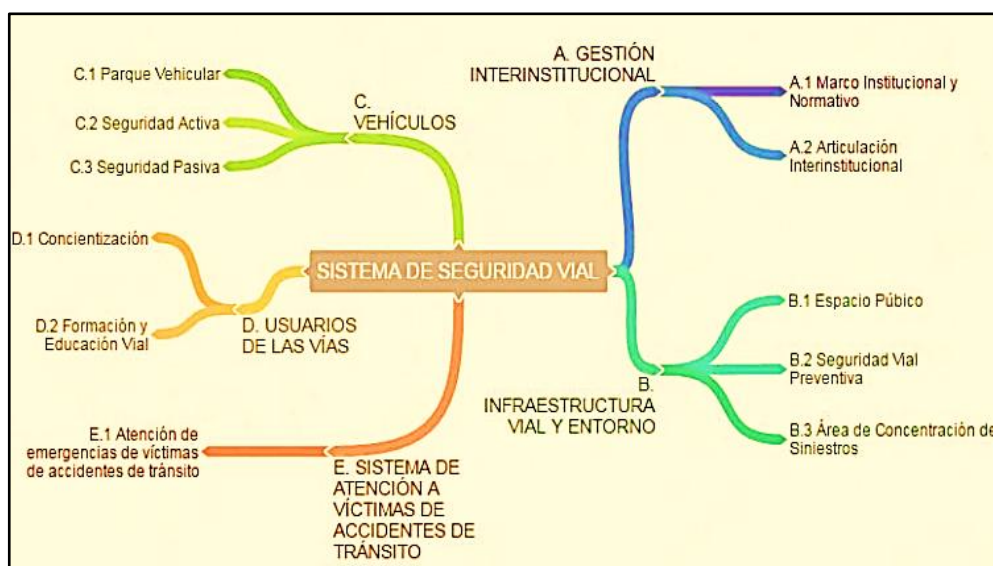 SISTEMA DE SEGURIDAD VIAL
A. GESTIÓN
INTERINSTITUCIONAL
A.1 Marco Institucional y
Normativo
A.2 Articulación
Interinstitucional
B.
INFRAESTRUCTURA
VIAL Y ENTORNO
B.1 Espacio Púbico
B.2 Seguridad Vial
Preventiva
B.3 Área de Concentración de
Siniestros
C.
VEHÍCULOS
C.1 Parque Vehicular
C.2 Seguridad Activa
C.3 Seguridad Pasiva
D. USUARIOS
DE LAS VÍAS
D.1 Concientización
D.2 Formación y
Educación Vial
E. SISTEMA DE
ATENCIÓN A
VÍCTIMAS DE
ACCIDENTES DE
TRÁNSITO
E.1 Atención de
emergencias de víctimas
de accidentes de tránsito